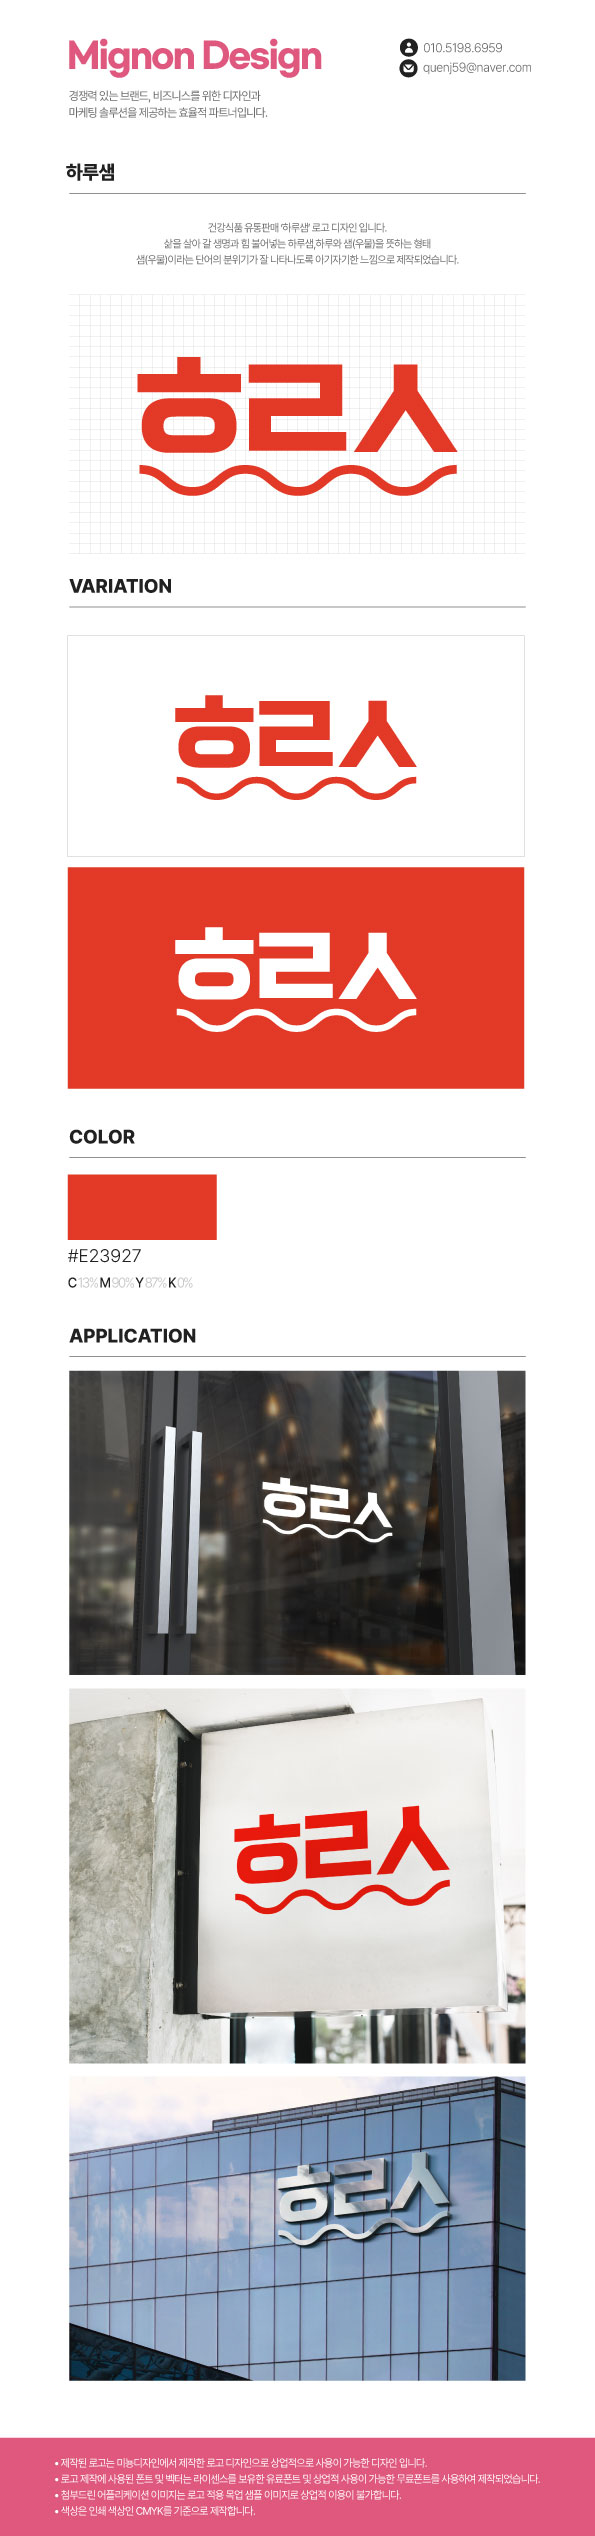 Mignon Design
010.5198.6959
quenj59@naver.com
경쟁력 있는 브랜드, 비즈니스를 위한 디자인과
마케팅 솔루션을 제공하는 효율적 파트너입니다.
하루샘
건강식품 유통판매 '하루샘' 로고 디자인 입니다.
삶을 살아 갈 생명과 힘 불어넣는 하루샘,하루와 샘(우물)을 뜻하는 형태
샘(우물)이라는 단어의 분위기가 잘 나타나도록 아기자기한 느낌으로 제작되었습니다.
ㅎㄹㅅ
VARIATION
ㅎㄹㅅ
ㅎㄹㅅ
COLOR
#E23927
C 13% M 90% Y 87% K 0%
APPLICATION
ㅎㄹㅅ
ㅎㄹㅅ
ㅎㄹㅅ
• 제작된 로고는 미뇽디자인에서 제작한 로고 디자인으로 상업적으로 사용이 가능한 디자인 입니다.
• 로고 제작에 사용된 폰트 및 벡터는 라이센스를 보유한 유료폰트 및 상업적 사용이 가능한 무료폰트를 사용하여 제작되었습니다.
• 첨부드린 어플리케이션 이미지는 로고 적용 목업 샘플 이미지로 상업적 이용이 불가합니다.
• 색상은 인쇄 색상인 CMYK를 기준으로 제작합니다.